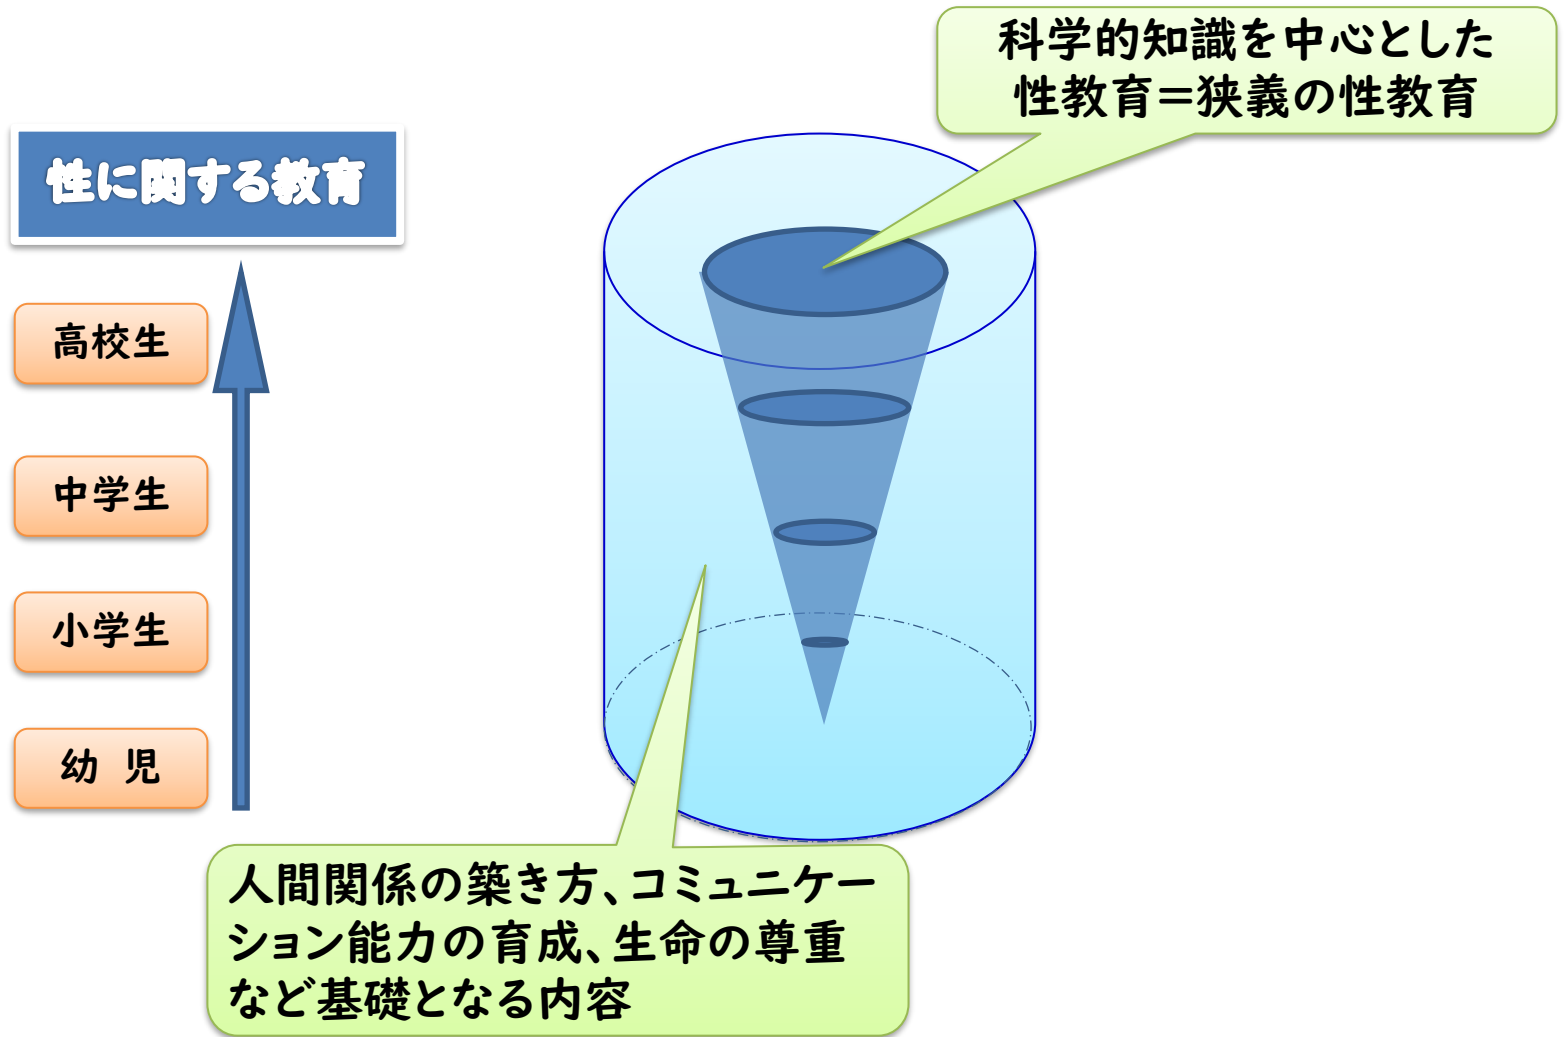 科学的知識を中心とした
性教育＝狭義の性教育
性に関する教育
高校生
中学生
小学生
幼　児
人間関係の築き方、コミュニケー
ション能力の育成、生命の尊重
など基礎となる内容